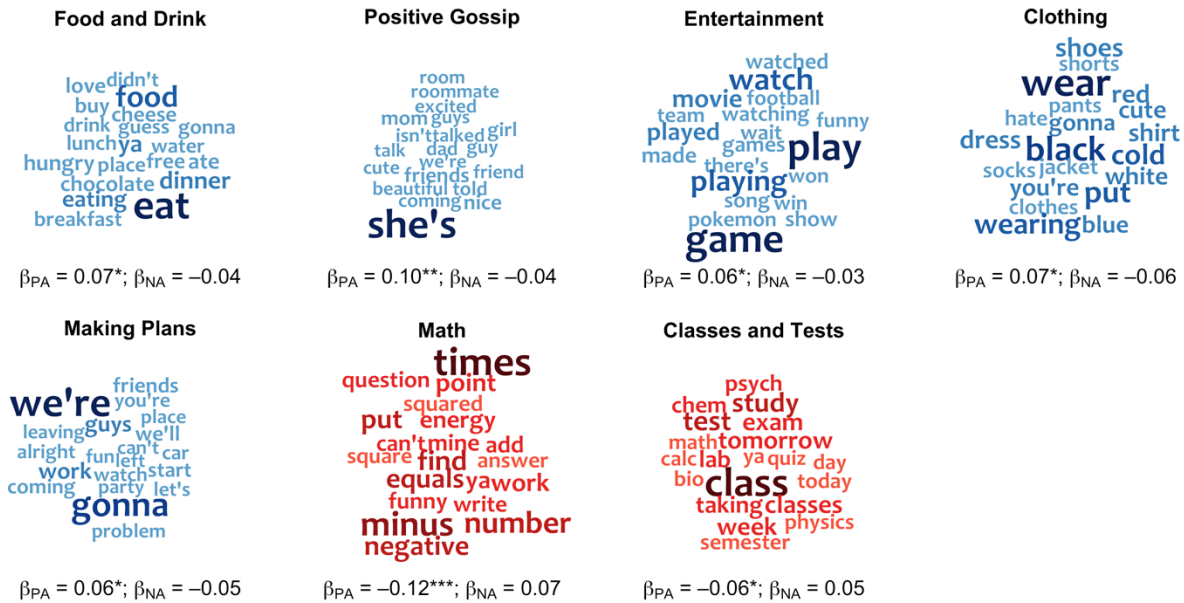 Food and Drink
love didn't
food
buy cheese
drink guess gonna
lunch ya water
hungry place free ate
chocolate dinner
eating eat
breakfast
βPA = 0.07*; βNA = –0.04
Positive Gossip
room
roommate
excited
mom guys
isn't talked girl
talk dad guy
we're
cute friends friend
beautiful told
coming nice
she's
βPA = 0.10**; βNA = –0.04
Entertainment
watched
watch
movie football
team watching funny
played wait
games play
made there's
playing won
song win
pokemon show
game
βPA = 0.06*; βNA = –0.03
Clothing
shoes
shorts
wear red
pants cute
hate gonna shirt
dress black cold
socks jacket white
you're put
clothes
wearing blue
βPA = 0.07*; βNA = –0.06
Making Plans
friends
we're you're
place
leaving guys we'll
alright fun left can't car
work watch start
coming party let's
gonna
problem
βPA = 0.06*; βNA = –0.05
Math
times
question point
squared
put energy
can't mine add
square find answer
equals ya work
funny write
minus number
negative
βPA = –0.12***; βNA = 0.07
Classes and Tests
psych
chem study
test exam
math tomorrow
calc lab ya quiz day
bio class today
taking classes
week physics
semester
βPA = –0.06*; βNA = 0.05